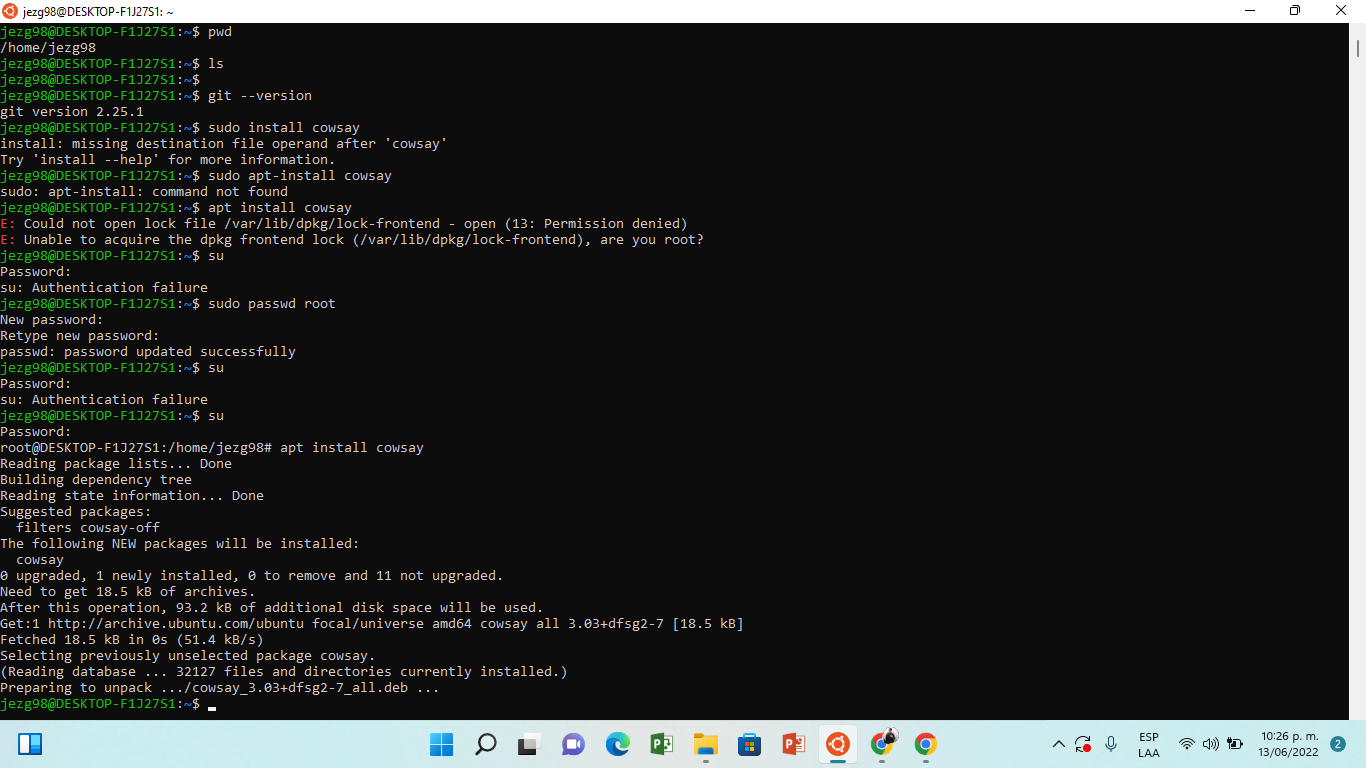 jezg98@DESKTOP-F1J27S1: ~
jezg98@DESKTOP-F1J27S1:~$ pwd
/home/jezg98
jezg98@DESKTOP-F1J27S1:~$ ls
jezg98@DESKTOP-F1J27S1:~$
jezg98@DESKTOP-F1J27S1:~$ git --version
git version 2.25.1
jezg98@DESKTOP-F1J27S1:~$ sudo install cowsay
install: missing destination file operand after 'cowsay'
Try 'install --help' for more information.
jezg98@DESKTOP-F1J27S1:~$ sudo apt-install cowsay
sudo: apt-install: command not found
jezg98@DESKTOP-F1J27S1:~$ apt install cowsay
E: Could not open lock file /var/lib/dpkg/lock-frontend - open (13: Permission denied)
E: Unable to acquire the dpkg frontend lock (/var/lib/dpkg/lock-frontend), are you root?
jezg98@DESKTOP-F1J27S1:~$ su
Password:
su: Authentication failure
jezg98@DESKTOP-F1J27S1:~$ sudo passwd root
New password:
Retype new password:
passwd: password updated successfully
jezg98@DESKTOP-F1J27S1:~$ su
Password:
su: Authentication failure
jezg98@DESKTOP-F1J27S1:~$ su
Password:
root@DESKTOP-F1J27S1:/home/jezg98# apt install cowsay
Reading package lists... Done
Building dependency tree
Reading state information... Done
Suggested packages:
  filters cowsay-off
The following NEW packages will be installed:
  cowsay
0 upgraded, 1 newly installed, 0 to remove and 11 not upgraded.
Need to get 18.5 kB of archives.
After this operation, 93.2 kB of additional disk space will be used.
Get:1 http://archive.ubuntu.com/ubuntu focal/universe amd64 cowsay all 3.03+dfsg2-7 [18.5 kB]
Fetched 18.5 kB in 0s (51.4 kB/s)
Selecting previously unselected package cowsay.
(Reading database ... 32127 files and directories currently installed.)
Preparing to unpack .../cowsay_3.03+dfsg2-7_all.deb ...
jezg98@DESKTOP-F1J27S1:~$
ESP
LAA
10:26 p. m.
13/06/2022
2